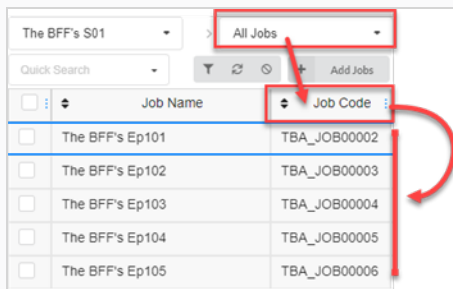 The BFF's S01 > All Jobs
Quick Search + Add Jobs
Job Name Job Code
The BFF's Ep101 TBA_JOB00002
The BFF's Ep102 TBA_JOB00003
The BFF's Ep103 TBA_JOB00004
The BFF's Ep104 TBA_JOB00005
The BFF's Ep105 TBA_JOB00006